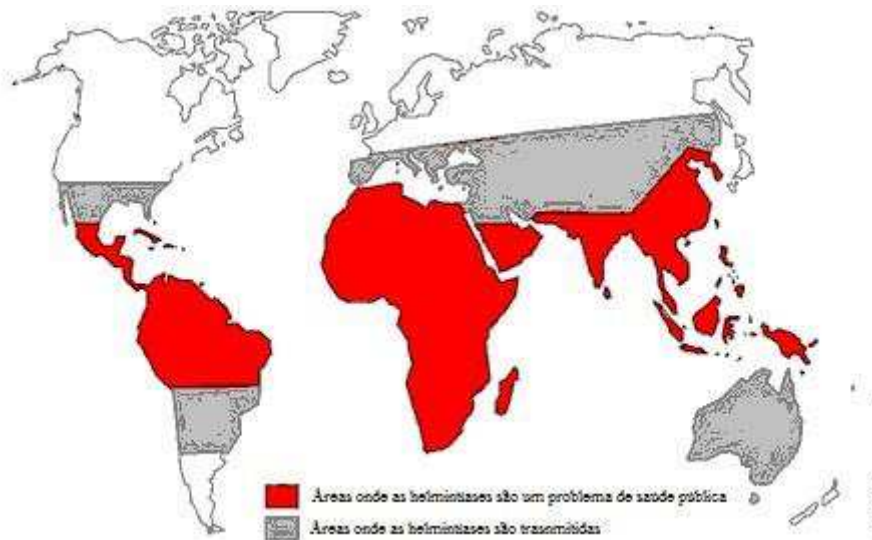 Áreas onde as helmintíases são um problema de saúde pública
Áreas onde as helmintíases são trasmitidas